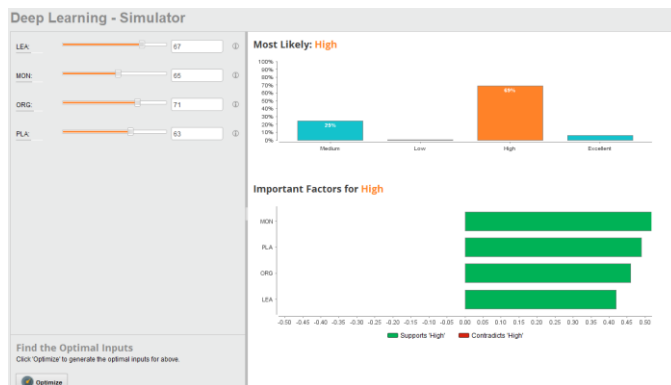 Deep Learning - Simulator
LEA: 67
MON: 65
ORG: 71
PLA: 63
Find the Optimal Inputs
Click 'Optimize' to generate the optimal inputs for above.
Optimize
Most Likely: High
100%
90%
80%
70%
60%
50%
40%
30%
20%
10%
0%
25%
69%
Medium Low High Excellent
Important Factors for High
MON
PLA
ORG
LEA
-0.50 -0.45 -0.40 -0.35 -0.30 -0.25 -0.20 -0.15 -0.10 -0.05 0.00 0.05 0.10 0.15 0.20 0.25 0.30 0.35 0.40 0.45 0.50
Supports 'High' Contradicts 'High'